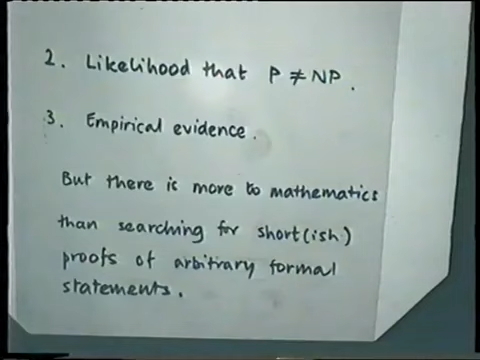 2. Likelihood that P ≠ NP.
3. Empirical evidence.
But there is more to mathematics
than searching for short(ish)
proofs of arbitrary formal
statements.